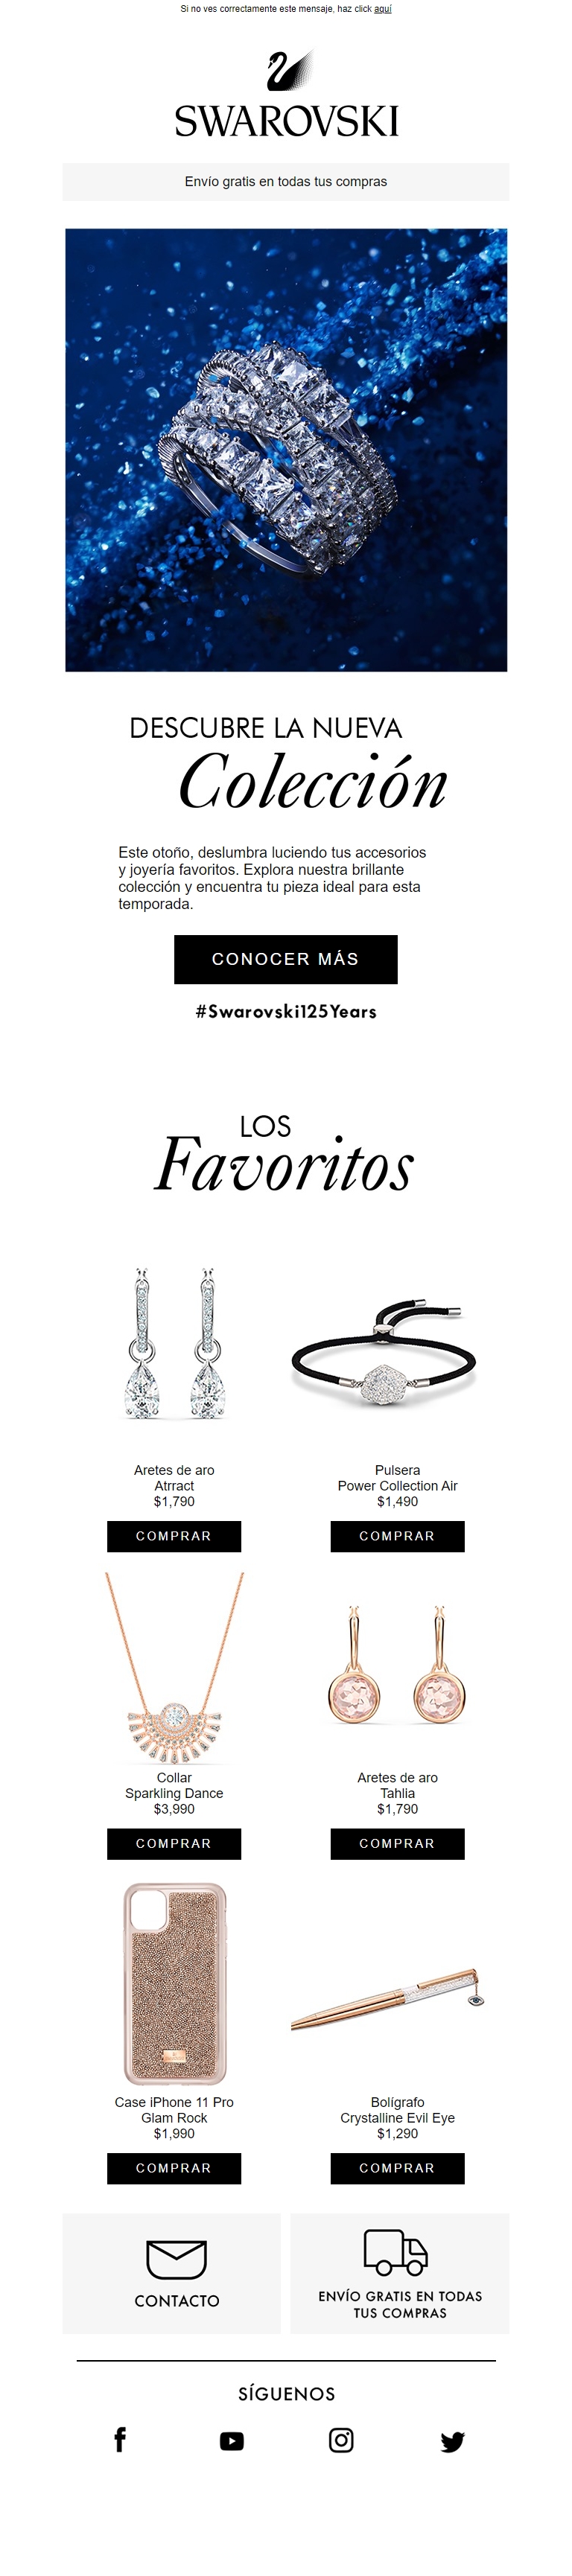 Si no ves correctamente este mensaje, haz click aquí
SWAROVSKI
Envío gratis en todas tus compras
DESCUBRE LA NUEVA
Colección
Este otoño, deslumbra luciendo tus accesorios
y joyería favoritos. Explora nuestra brillante
colección y encuentra tu pieza ideal para esta
temporada.
CONOCER MÁS
#Swarovski125Years
LOS
Favoritos
Aretes de aro
Atrract
$1,790
COMPRAR
Pulsera
Power Collection Air
$1,490
COMPRAR
Collar
Sparkling Dance
$3,990
COMPRAR
Aretes de aro
Tahlia
$1,790
COMPRAR
Case iPhone 11 Pro
Glam Rock
$1,990
COMPRAR
Bolígrafo
Crystalline Evil Eye
$1,290
COMPRAR
CONTACTO
ENVÍO GRATIS EN TODAS
TUS COMPRAS
SÍGUENOS